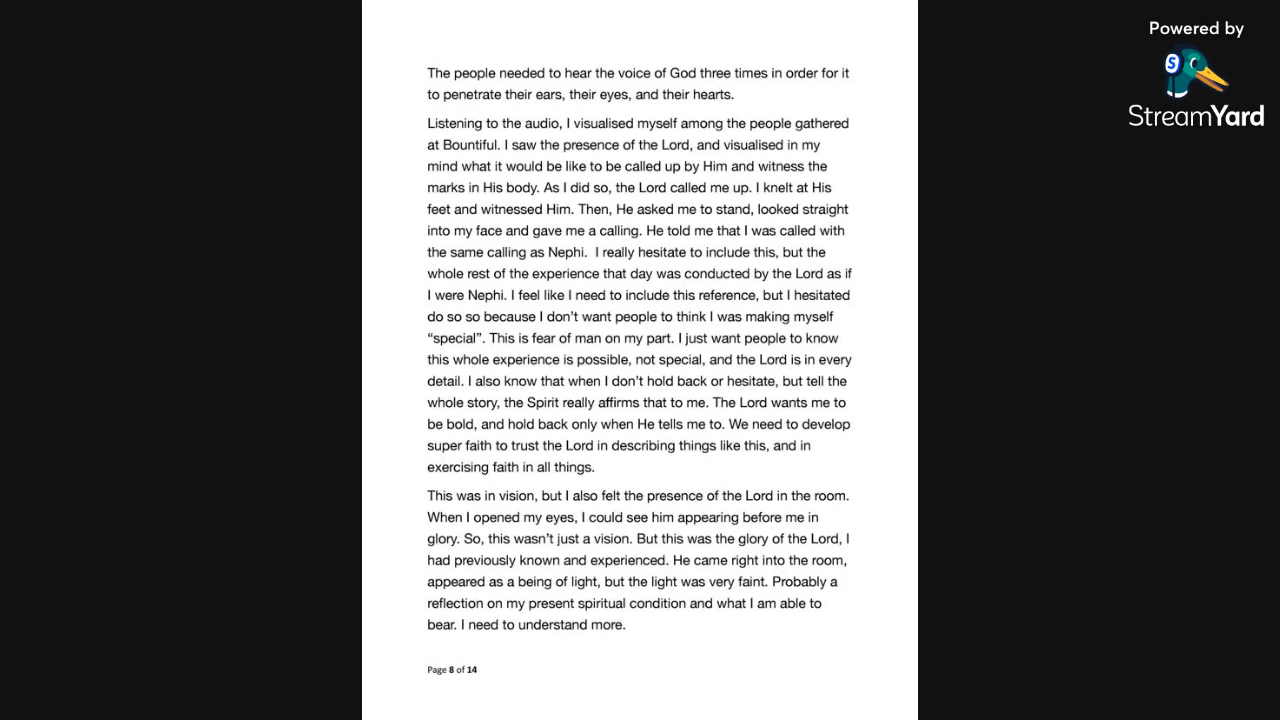 Powered by
StreamYard
The people needed to hear the voice of God three times in order for it
to penetrate their ears, their eyes, and their hearts.
Listening to the audio, I visualised myself among the people gathered
at Bountiful. I saw the presence of the Lord, and visualised in my
mind what it would be like to be called up by Him and witness the
marks in His body. As I did so, the Lord called me up. I knelt at His
feet and witnessed Him. Then, He asked me to stand, looked straight
into my face and gave me a calling. He told me that I was called with
the same calling as Nephi.  I really hesitate to include this, but the
whole rest of the experience that day was conducted by the Lord as if
I were Nephi. I feel like I need to include this reference, but I hesitated
do so so because I don’t want people to think I was making myself
“special”. This is fear of man on my part. I just want people to know
this whole experience is possible, not special, and the Lord is in every
detail. I also know that when I don’t hold back or hesitate, but tell the
whole story, the Spirit really affirms that to me. The Lord wants me to
be bold, and hold back only when He tells me to. We need to develop
super faith to trust the Lord in describing things like this, and in
exercising faith in all things.
This was in vision, but I also felt the presence of the Lord in the room.
When I opened my eyes, I could see him appearing before me in
glory. So, this wasn’t just a vision. But this was the glory of the Lord, I
had previously known and experienced. He came right into the room,
appeared as a being of light, but the light was very faint. Probably a
reflection on my present spiritual condition and what I am able to
bear. I need to understand more.
Page 8 of 14